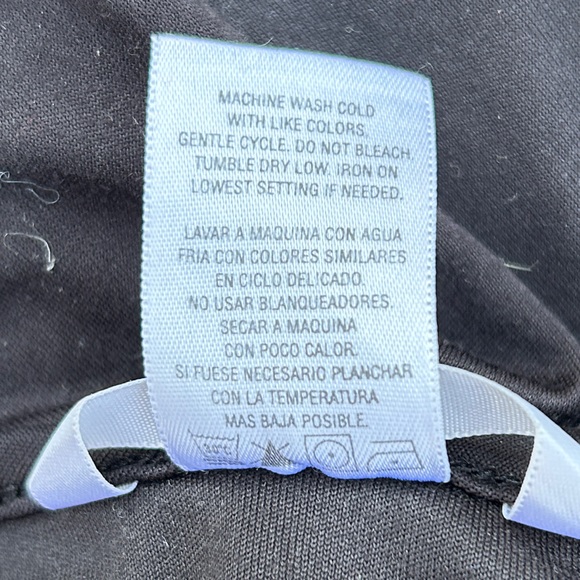 MACHINE WASH COLD
WITH LIKE COLORS.
GENTLE CYCLE. DO NOT BLEACH.
TUMBLE DRY LOW. IRON ON
LOWEST SETTING IF NEEDED.
LAVAR A MAQUINA CON AGUA
FRIA CON COLORES SIMILARES
EN CICLO DELICADO.
NO USAR BLANQUEADORES.
SECAR A MAQUINA
CON POCO CALOR.
SI FUESE NECESARIO PLANCHAR
CON LA TEMPERATURA
MAS BAJA POSIBLE.